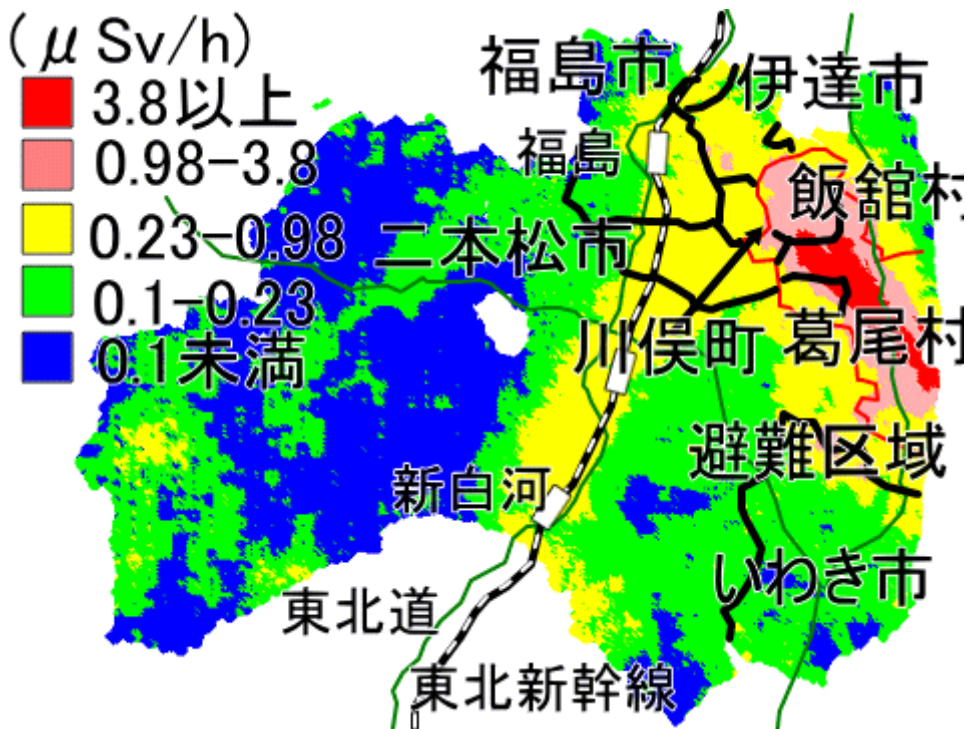 (μSv/h)
3.8以上
0.98-3.8
0.23-0.98
0.1-0.23
0.1未満
福島市
伊達市
福島
飯舘村
二本松市
川俣町
葛尾村
避難区域
新白河
いわき市
東北道
東北新幹線